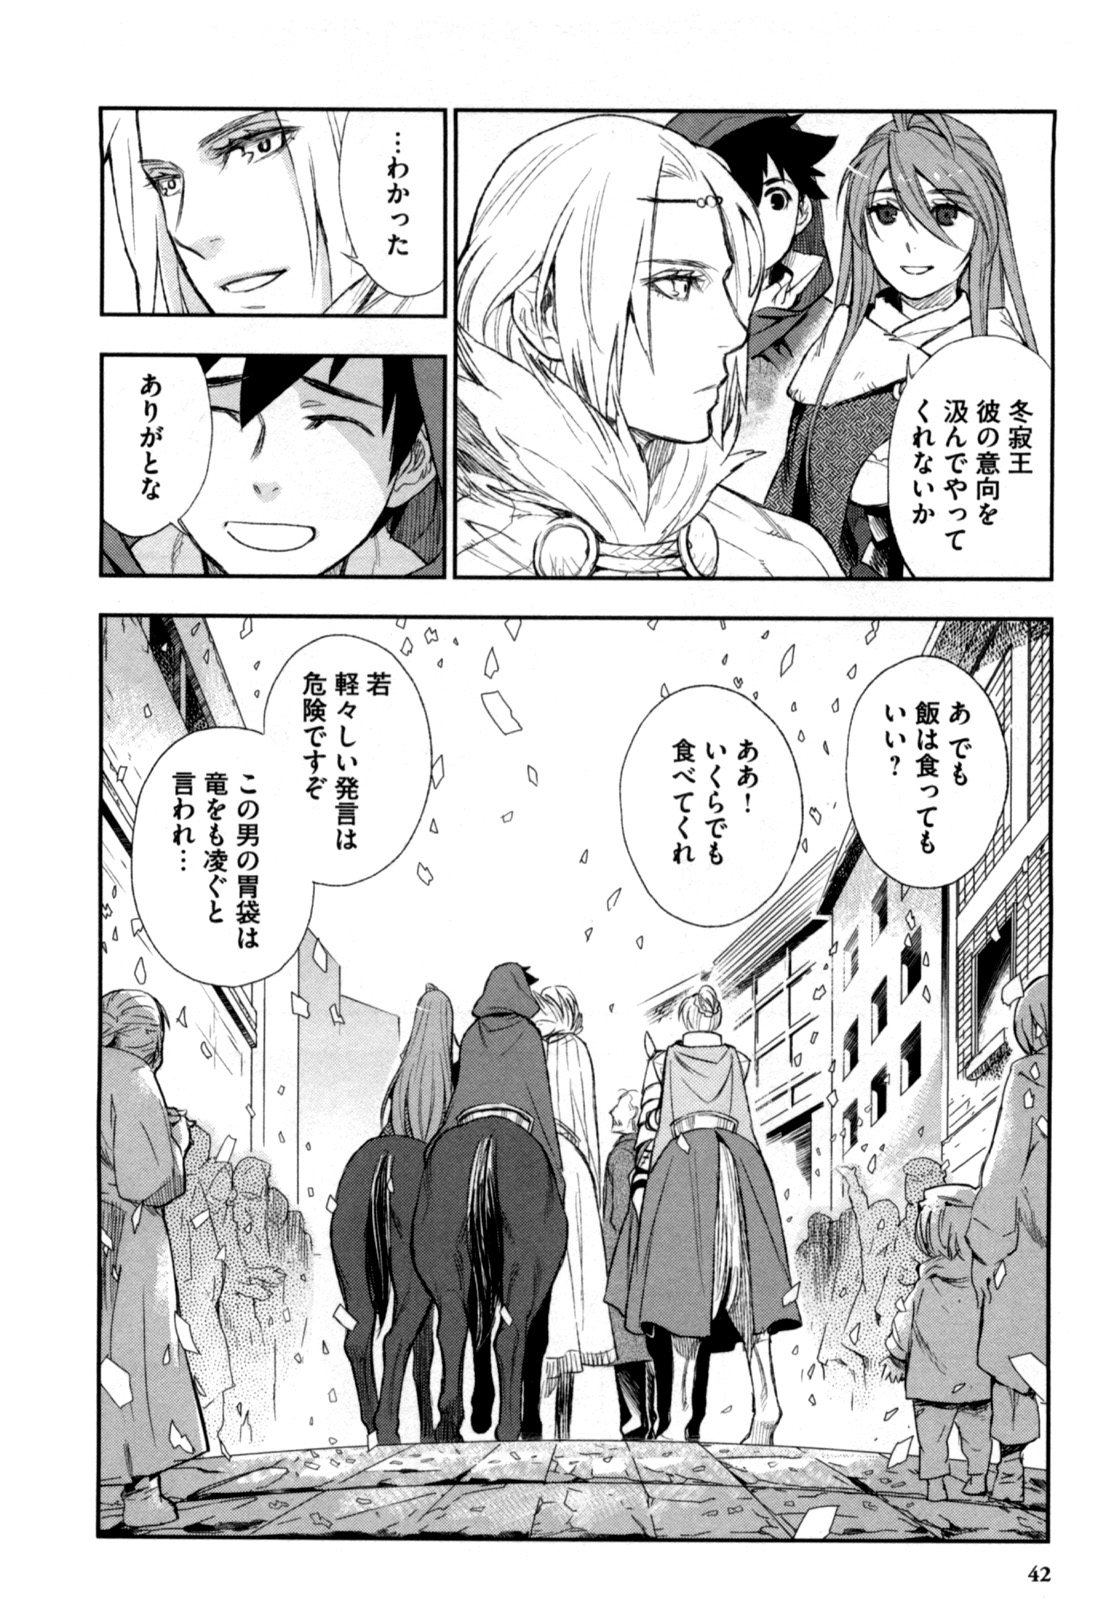 冬寂王
彼の意向を
汲んでやって
くれないか
…わかった
ありがとな
あ でも
飯は食っても
いい？
ああ！
いくらでも
食べてくれ
若
軽々しい発言は
危険ですぞ
この男の胃袋は
竜をも凌ぐと
言われ…
42